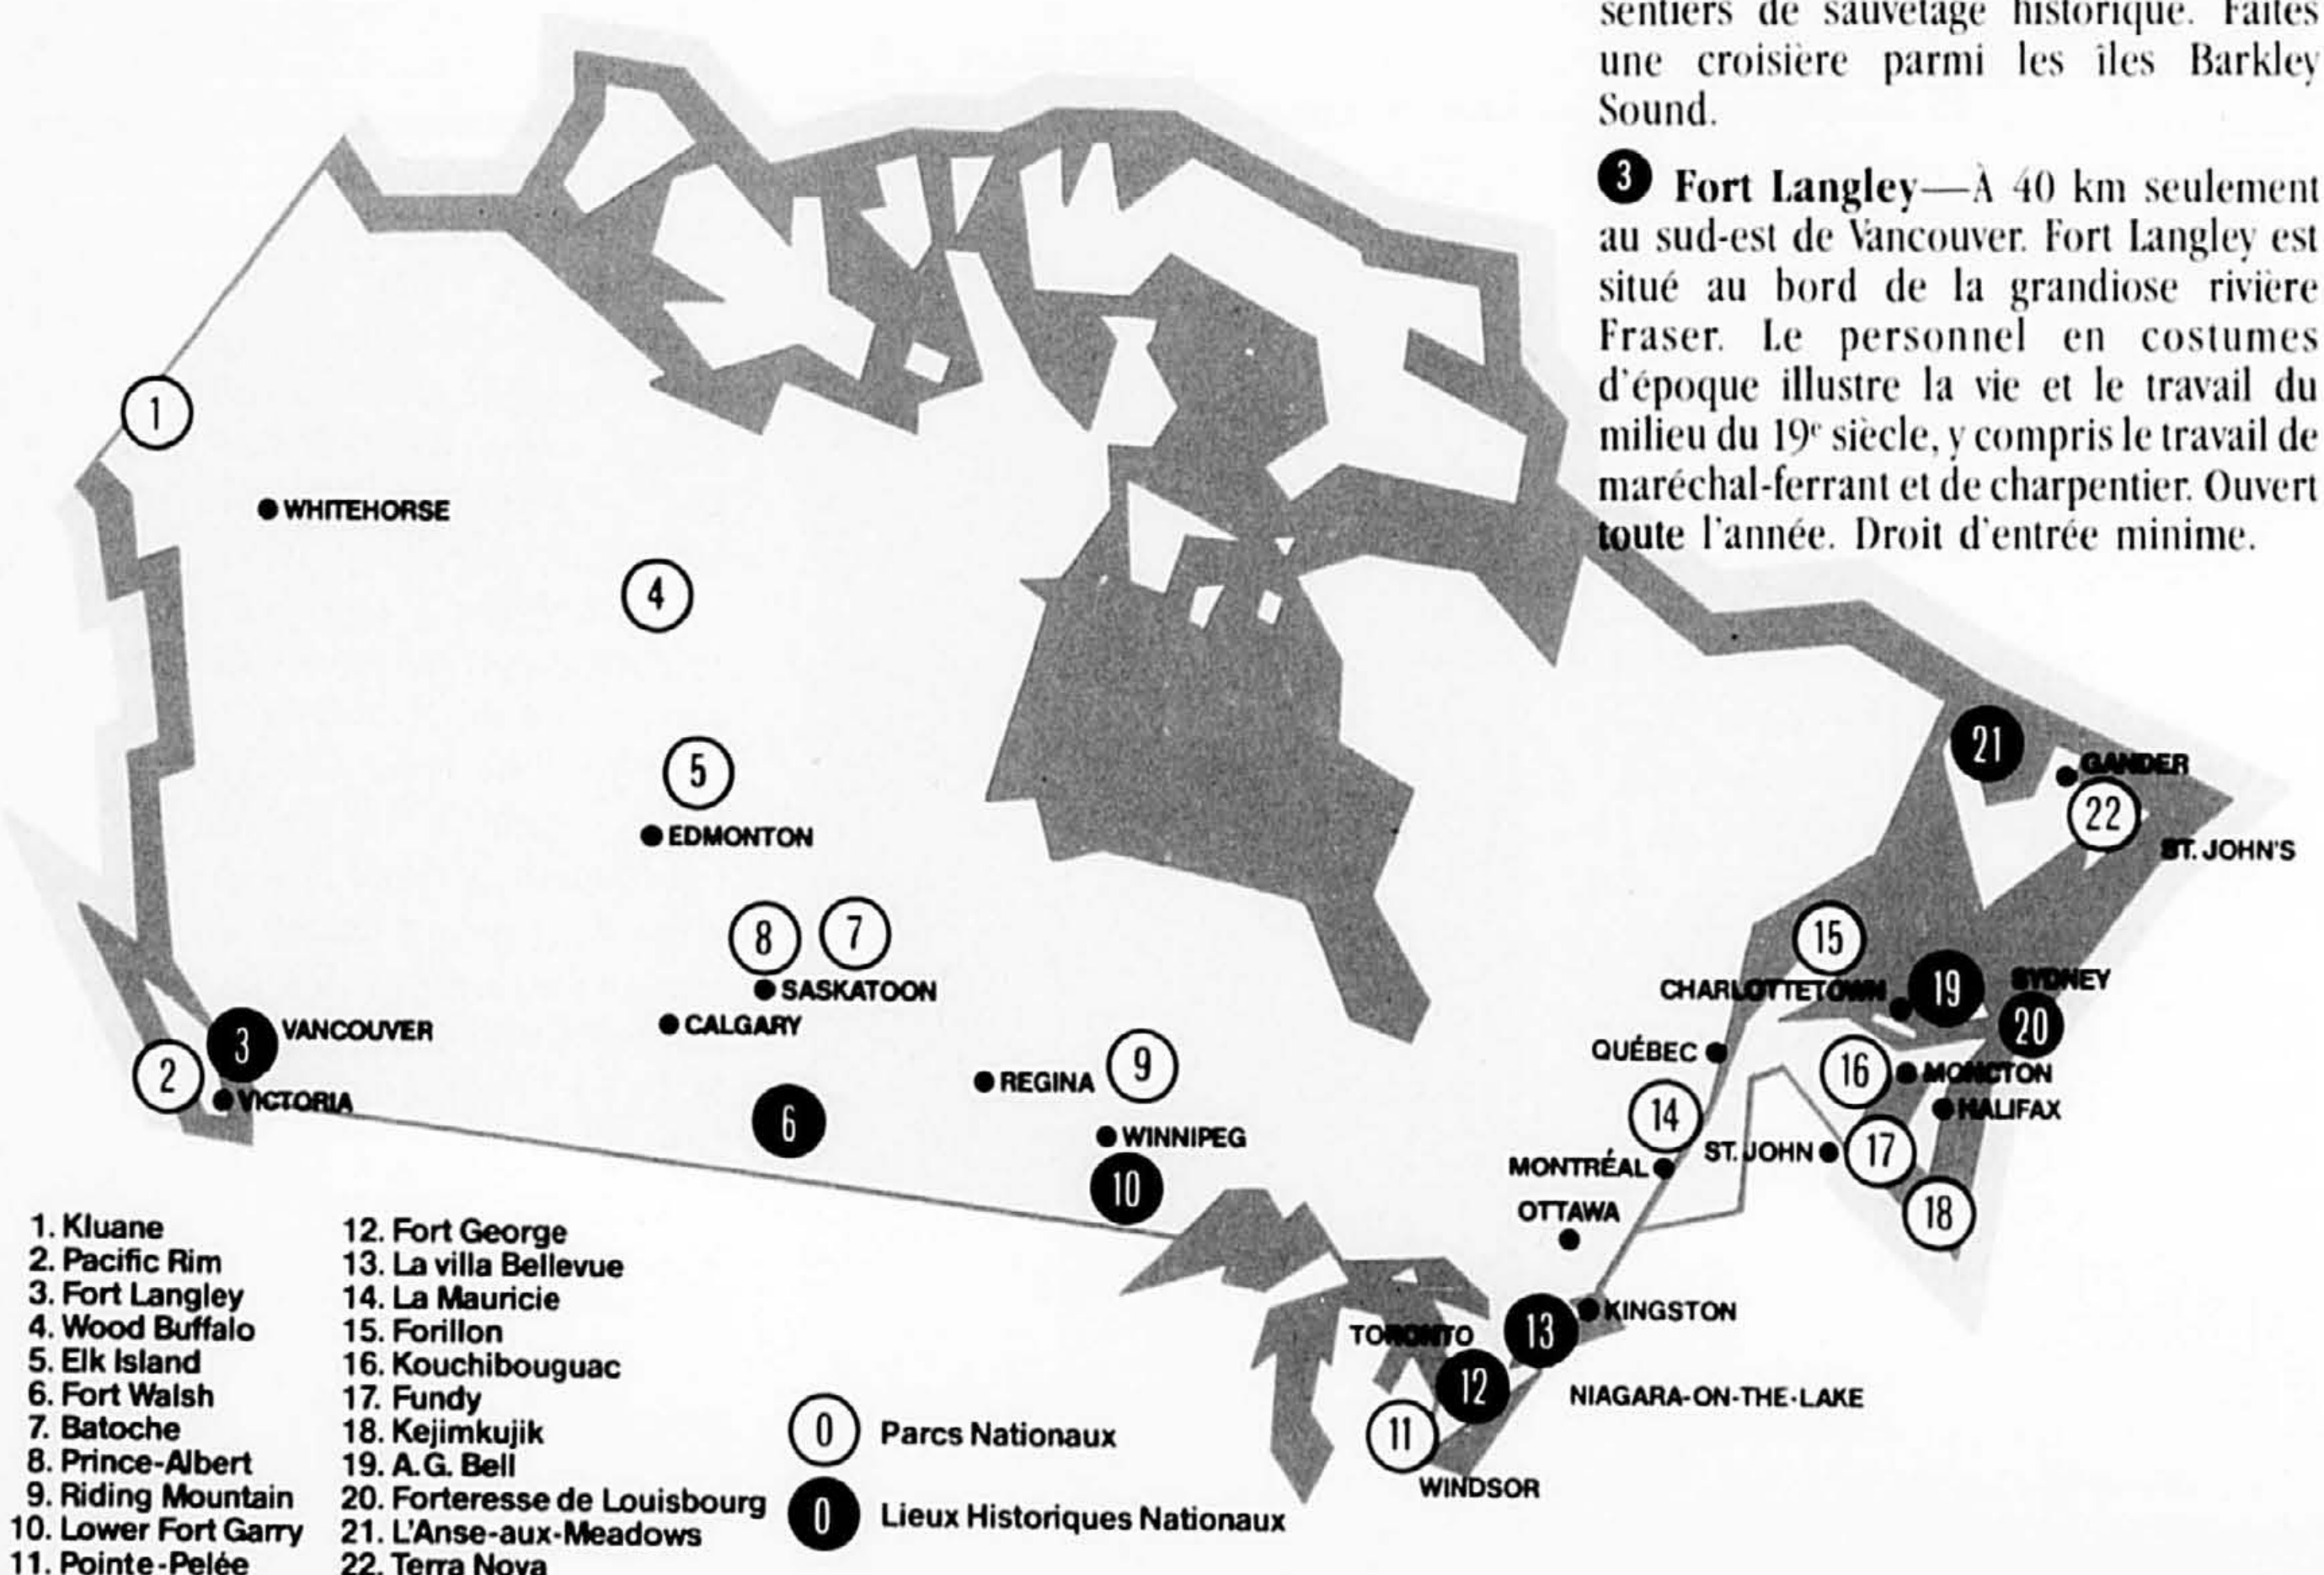 sentiers de sauvetage historique. Faites
une croisière parmi les îles Barkley
Sound.
3 Fort Langley—À 40 km seulement
au sud-est de Vancouver. Fort Langley est
situé au bord de la grandiose rivière
Fraser. Le personnel en costumes
d'époque illustre la vie et le travail du
milieu du 19e siècle, y compris le travail de
maréchal-ferrant et de charpentier. Ouvert
toute l'année. Droit d'entrée minime.
1
WHITEHORSE
4
5
EDMONTON
8
7
SASKATOON
CALGARY
3
VANCOUVER
2
VICTORIA
6
REGINA
9
WINNIPEG
10
21
GANDER
22
ST. JOHN'S
15
CHARLOTTETOWN
19
SYDNEY
20
QUÉBEC
16
MONCTON
HALIFAX
14
ST. JOHN
17
MONTRÉAL
18
OTTAWA
KINGSTON
TORONTO
13
12
NIAGARA-ON-THE-LAKE
11
WINDSOR
1. Kluane
2. Pacific Rim
3. Fort Langley
4. Wood Buffalo
5. Elk Island
6. Fort Walsh
7. Batoche
8. Prince-Albert
9. Riding Mountain
10. Lower Fort Garry
11. Pointe-Pelée
12. Fort George
13. La villa Bellevue
14. La Mauricie
15. Forillon
16. Kouchibouguac
17. Fundy
18. Kejimkujik
19. A.G. Bell
20. Forteresse de Louisbourg
21. L'Anse-aux-Meadows
22. Terra Nova
0 Parcs Nationaux
0 Lieux Historiques Nationaux